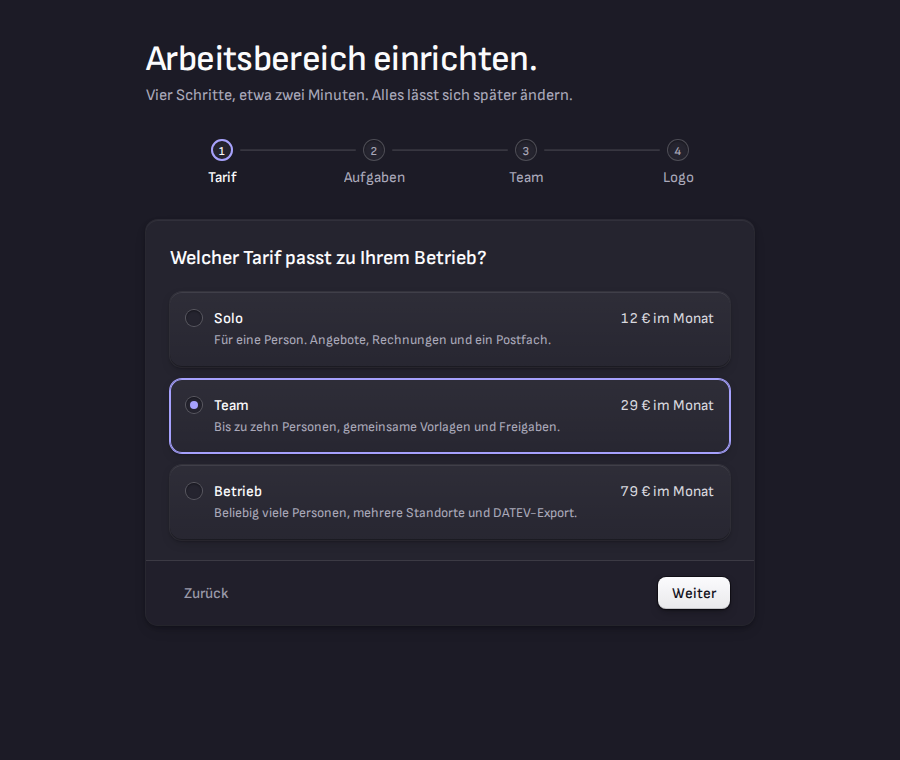 Arbeitsbereich einrichten.
Vier Schritte, etwa zwei Minuten. Alles lässt sich später ändern.
1 2 3 4
Tarif Aufgaben Team Logo
Welcher Tarif passt zu Ihrem Betrieb?
Solo 12 € im Monat
Für eine Person. Angebote, Rechnungen und ein Postfach.
Team 29 € im Monat
Bis zu zehn Personen, gemeinsame Vorlagen und Freigaben.
Betrieb 79 € im Monat
Beliebig viele Personen, mehrere Standorte und DATEV-Export.
Zurück Weiter